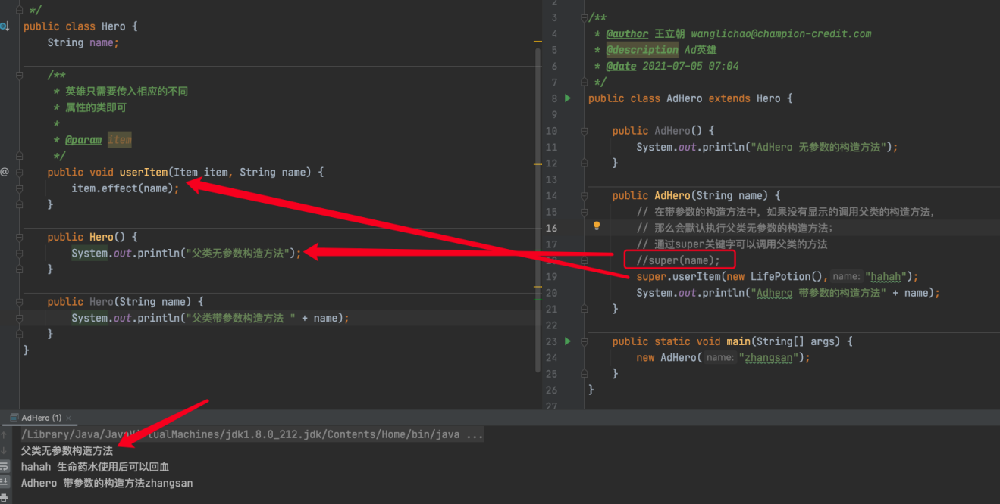 */
public class Hero {
String name;
/**
* 英雄只需要传入相应的不同
* 属性的类即可
*
* @param item
*/
@
public void userItem(Item item, String name) {
item.effect(name);
}
public Hero() {
System.out.println("父类无参数构造方法");
}
public Hero(String name) {
System.out.println("父类带参数构造方法 " + name);
}
}
2
3 /**
4 * @author 王立朝 wanglichao@champion-credit.com
5 * @description Ad英雄
6 * @date 2021-07-05 07:04
7 */
8 public class AdHero extends Hero {
9
10 public AdHero() {
11 System.out.println("AdHero 无参数的构造方法");
12 }
13
14 public AdHero(String name) {
15 // 在带参数的构造方法中，如果没有显示的调用父类的构造方法，
16 // 那么会默认执行父类无参数的构造方法；
17 // 通过super关键字可以调用父类的方法
18 //super(name);
19 super.userItem(new LifePotion(), name: "hahah");
20 System.out.println("Adhero 带参数的构造方法" + name);
21 }
22
23 public static void main(String[] args) {
24 new AdHero( name: "zhangsan");
25 }
26 }
27
AdHero (1) ×
/Library/Java/JavaVirtualMachines/jdk1.8.0_212.jdk/Contents/Home/bin/java ...
父类无参数构造方法
hahah 生命药水使用后可以回血
Adhero 带参数的构造方法zhangsan